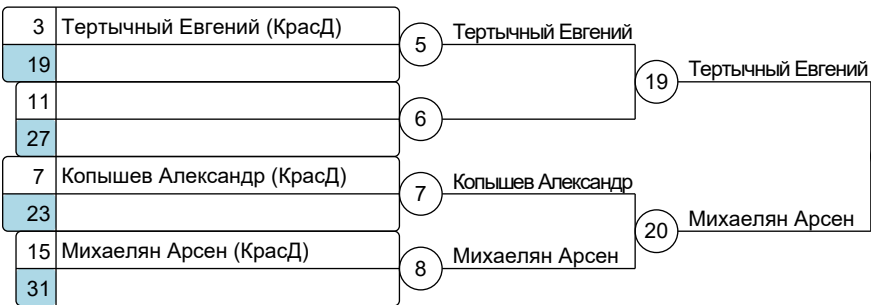 3 Тертычный Евгений (КрасД)
5 Тертычный Евгений
19
19 Тертычный Евгений
11
6
27
7 Копышев Александр (КрасД)
7 Копышев Александр
23
20 Михаелян Арсен
15 Михаелян Арсен (КрасД)
8 Михаелян Арсен
31